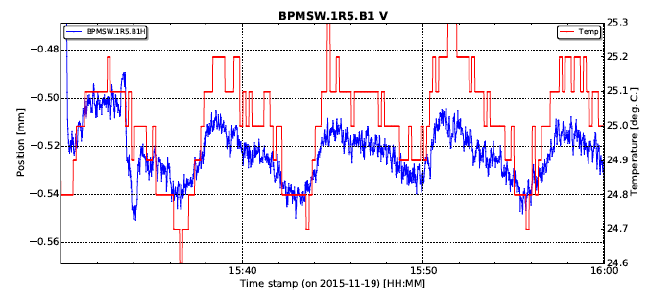 BPMSW.1R5.B1 V
BPMSW.1R5.B1H
Temp
Position [mm]
−0.48
−0.50
−0.52
−0.54
−0.56
25.3
25.2
25.1
25.0
24.9
24.8
24.7
24.6
Temperature [deg. C.]
15:40
15:50
16:00
Time stamp (on 2015-11-19) [HH:MM]